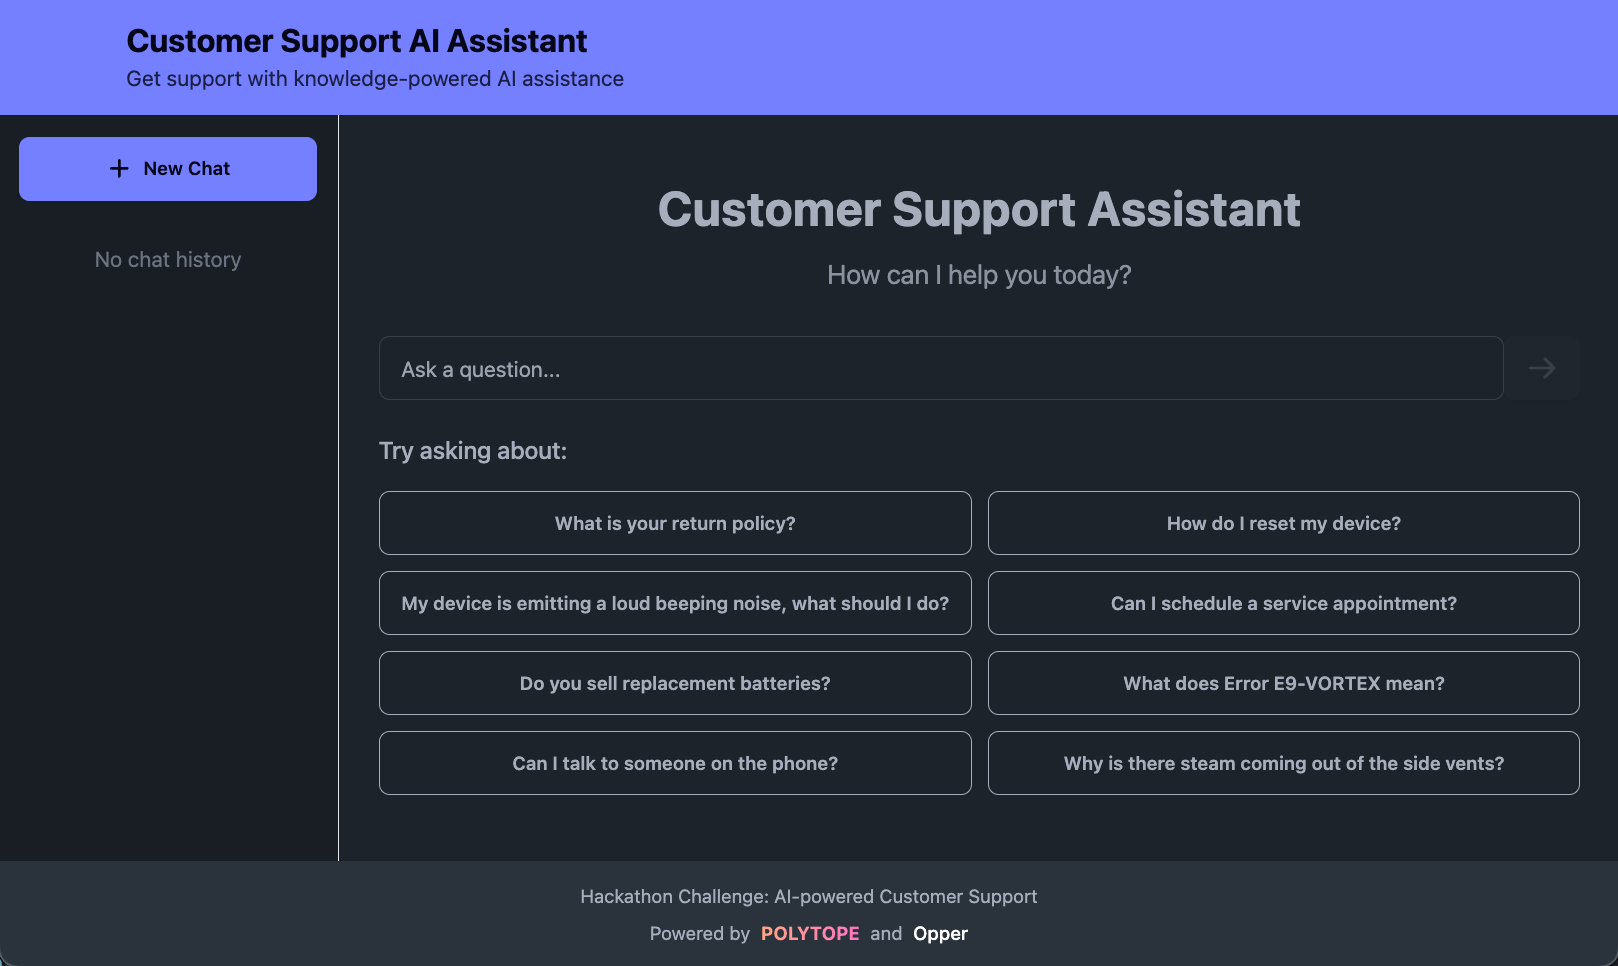 Customer Support AI Assistant
Get support with knowledge-powered AI assistance
New Chat
No chat history
Customer Support Assistant
How can I help you today?
Ask a question...
Try asking about:
What is your return policy?
How do I reset my device?
My device is emitting a loud beeping noise, what should I do?
Can I schedule a service appointment?
Do you sell replacement batteries?
What does Error E9-VORTEX mean?
Can I talk to someone on the phone?
Why is there steam coming out of the side vents?
Hackathon Challenge: AI-powered Customer Support
Powered by POLYTOPE and Opper